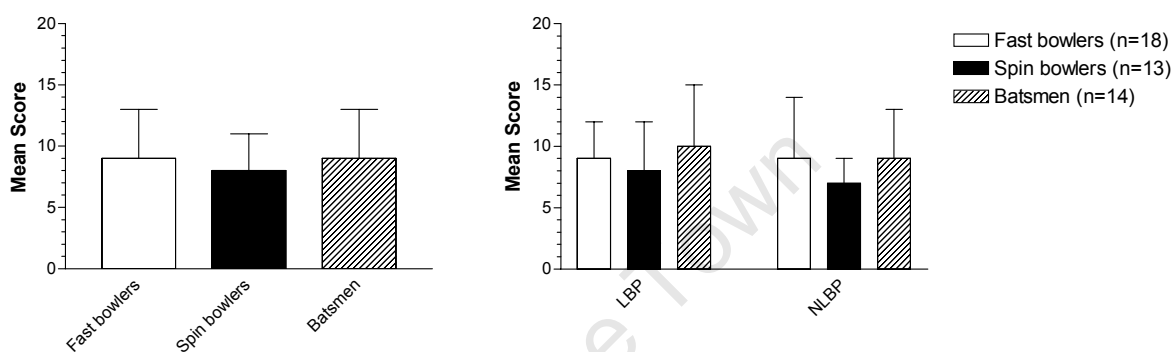 20
15
10
5
0
Mean Score
Fast bowlers
Spin bowlers
Batsmen
20
15
10
5
0
Mean Score
LBP
NLBP
Fast bowlers (n=18)
Spin bowlers (n=13)
Batsmen (n=14)
Town